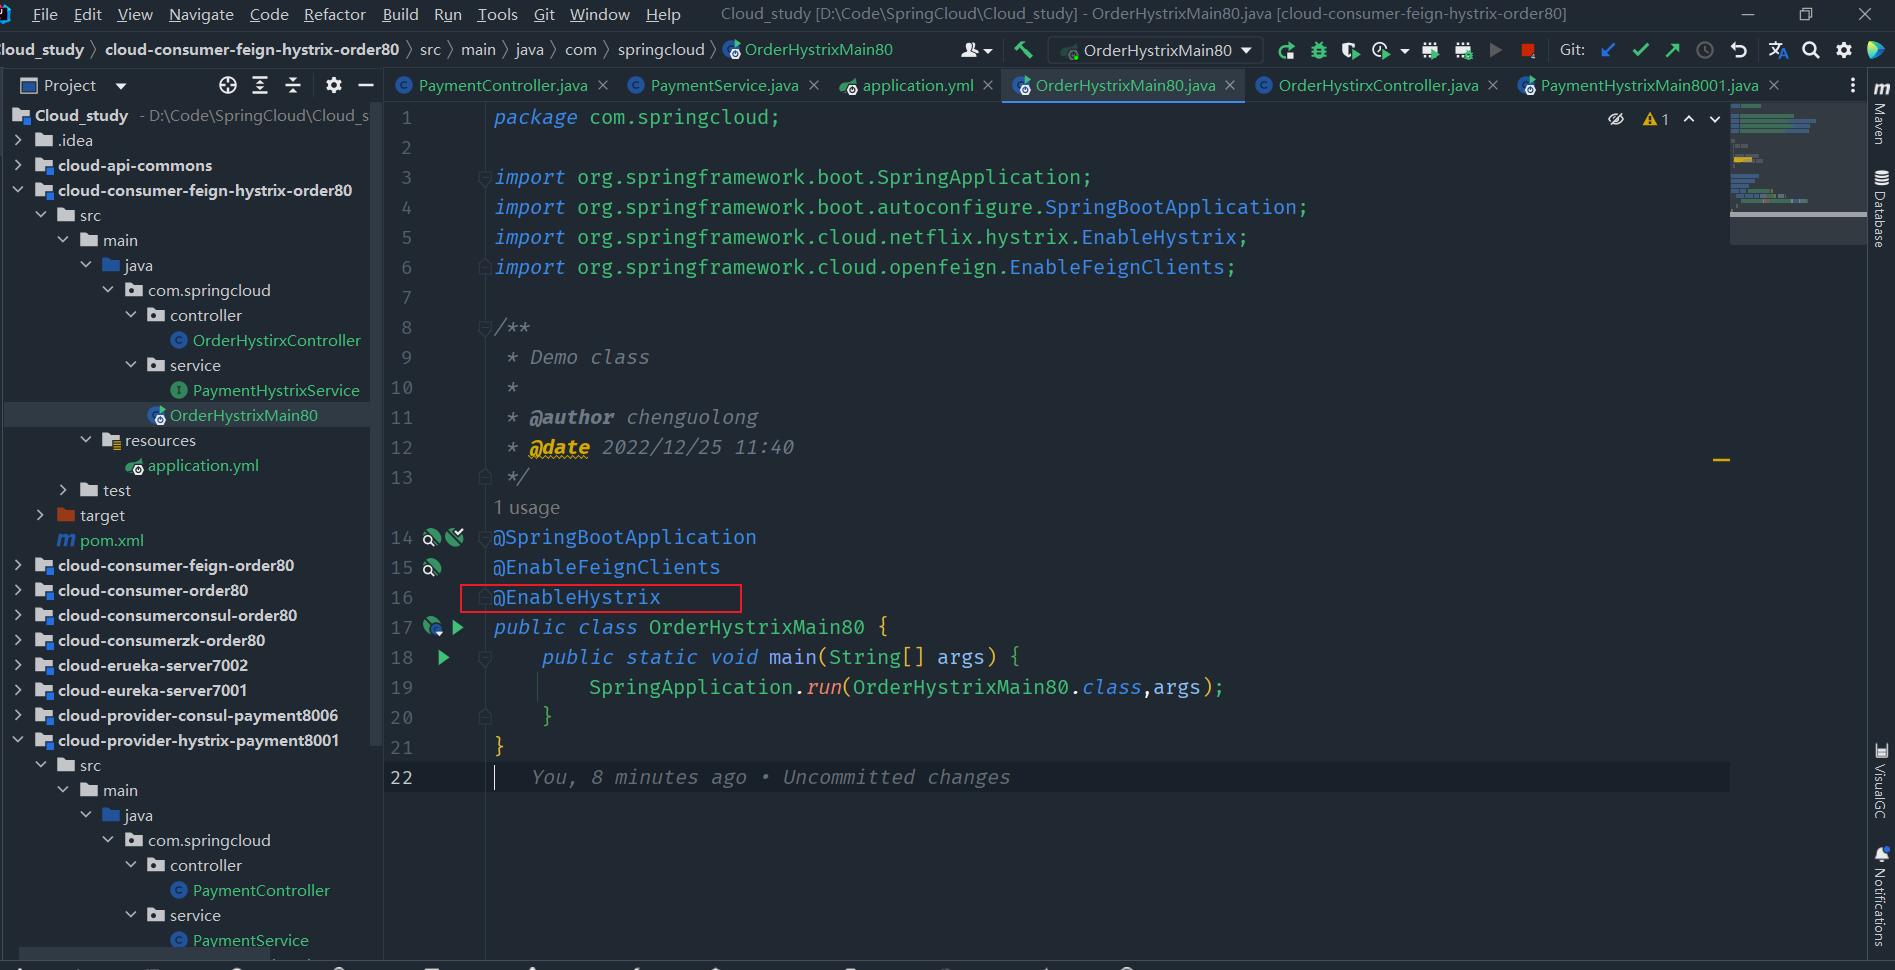 File Edit View Navigate Code Refactor Build Run Tools Git Window Help Cloud_study [D:\Code\SpringCloud\Cloud_study] - OrderHystrixMain80.java [cloud-consumer-feign-hystrix-order80]
Cloud_study cloud-consumer-feign-hystrix-order80 src main java com springcloud OrderHystrixMain80 OrderHystrixMain80 Git:
Project
PaymentController.java PaymentService.java application.yml OrderHystrixMain80.java OrderHystirxController.java PaymentHystrixMain8001.java
Cloud_study - D:\Code\SpringCloud\Cloud_s
.idea
cloud-api-commons
cloud-consumer-feign-hystrix-order80
src
main
java
com.springcloud
controller
OrderHystirxController
service
PaymentHystrixService
OrderHystrixMain80
resources
application.yml
test
target
pom.xml
cloud-consumer-feign-order80
cloud-consumer-order80
cloud-consumerconsul-order80
cloud-consumerzk-order80
cloud-erueka-server7002
cloud-eureka-server7001
cloud-provider-consul-payment8006
cloud-provider-hystrix-payment8001
src
main
java
com.springcloud
controller
PaymentController
service
PaymentService
1 package com.springcloud;
2
3 import org.springframework.boot.SpringApplication;
4 import org.springframework.boot.autoconfigure.SpringBootApplication;
5 import org.springframework.cloud.netflix.hystrix.EnableHystrix;
6 import org.springframework.cloud.openfeign.EnableFeignClients;
7
8 /**
9 * Demo class
10 *
11 * @author chenguolong
12 * @date 2022/12/25 11:40
13 */
1 usage
14 @SpringBootApplication
15 @EnableFeignClients
16 @EnableHystrix
17 public class OrderHystrixMain80 {
18 public static void main(String[] args) {
19 SpringApplication.run(OrderHystrixMain80.class,args);
20 }
21 }
22 You, 8 minutes ago • Uncommitted changes
1
Maven
Database
VisualGC
Notifications